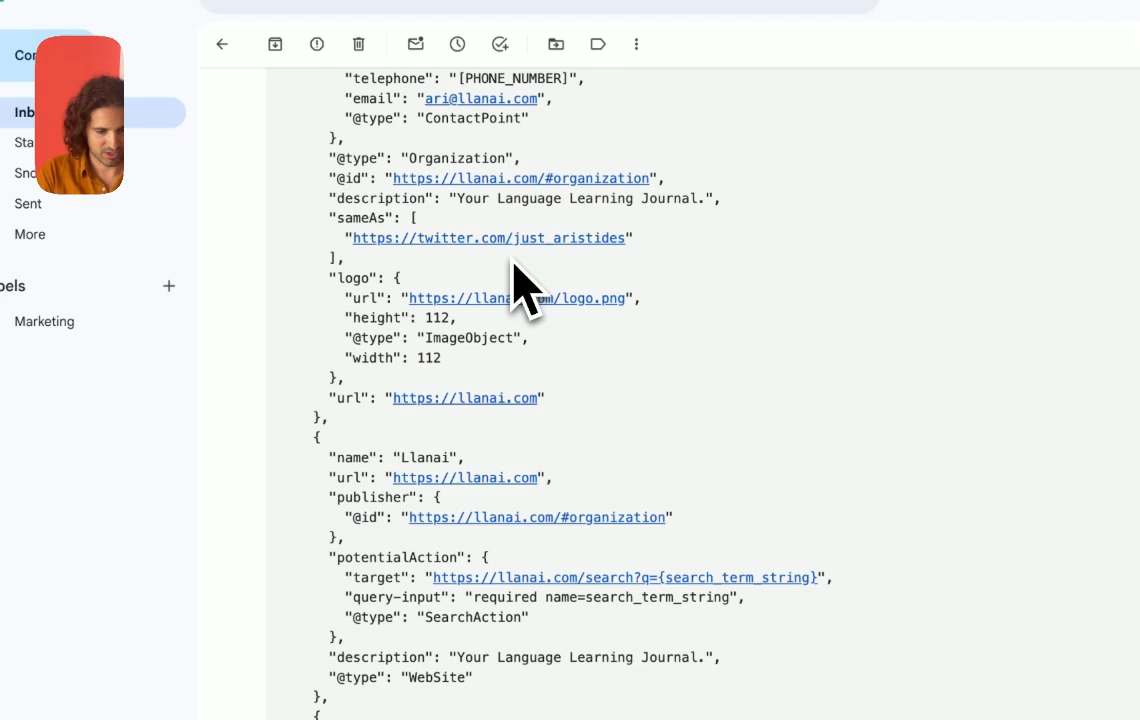 Co
Inb
Sta
Sno
Sent
More
bels
Marketing
"telephone": "[PHONE_NUMBER]",
"email": "ari@llanai.com",
"@type": "ContactPoint"
},
"@type": "Organization",
"@id": "https://llanai.com/#organization",
"description": "Your Language Learning Journal.",
"sameAs": [
"https://twitter.com/just_aristides"
],
"logo": {
"url": "https://llanai.com/logo.png",
"height": 112,
"@type": "ImageObject",
"width": 112
},
"url": "https://llanai.com"
},
{
"name": "Llanai",
"url": "https://llanai.com",
"publisher": {
"@id": "https://llanai.com/#organization"
},
"potentialAction": {
"target": "https://llanai.com/search?q={search_term_string}",
"query-input": "required name=search_term_string",
"@type": "SearchAction"
},
"description": "Your Language Learning Journal.",
"@type": "WebSite"
},
{